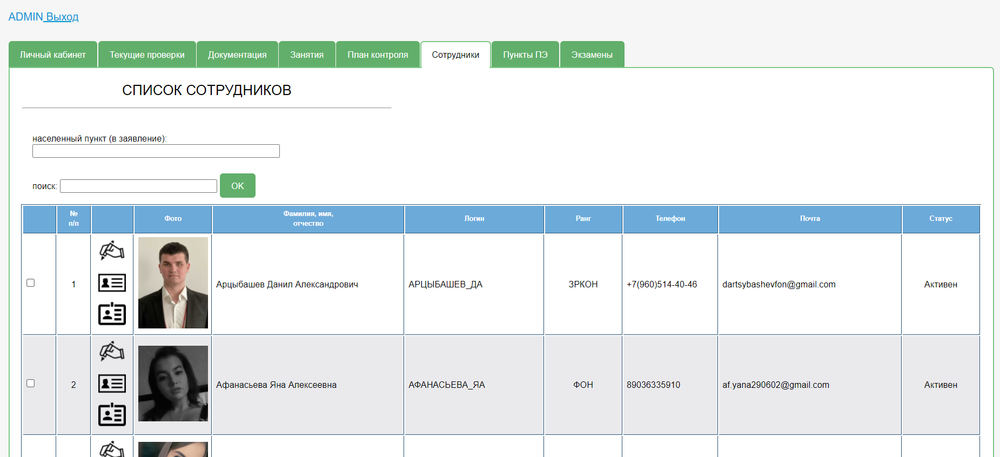 ADMIN Выход
Личный кабинет
Текущие проверки
Документация
Занятия
План контроля
Сотрудники
Пункты ПЭ
Экзамены
СПИСОК СОТРУДНИКОВ
населенный пункт (в заявление):
поиск:
OK
№
п/п
Фото
Фамилия, имя,
отчество
Логин
Ранг
Телефон
Почта
Статус
1
Арцыбашев Данил Александрович
АРЦЫБАШЕВ_ДА
ЗРКОН
+7(960)514-40-46
dartsybashevfon@gmail.com
Активен
2
Афанасьева Яна Алексеевна
АФАНАСЬЕВА_ЯА
ФОН
89036335910
af.yana290602@gmail.com
Активен